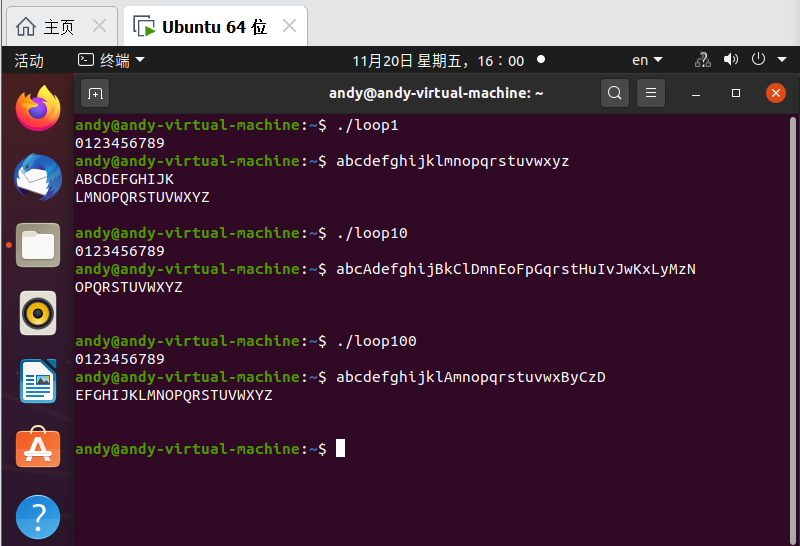 主页
Ubuntu 64 位
活动
终端
11月20日 星期五，16：00
en
andy@andy-virtual-machine: ~
andy@andy-virtual-machine:~$ ./loop1
0123456789
andy@andy-virtual-machine:~$ abcdefghijklmnopqrstuvwxyz
ABCDEFGHIJK
LMNOPQRSTUVWXYZ
andy@andy-virtual-machine:~$ ./loop10
0123456789
andy@andy-virtual-machine:~$ abcAdefghijBkClDmnEoFpGqrstHuIvJwKxLyMzN
OPQRSTUVWXYZ
andy@andy-virtual-machine:~$ ./loop100
0123456789
andy@andy-virtual-machine:~$ abcdefghijklAmnopqrstuvwxByCzD
EFGHIJKLMNOPQRSTUVWXYZ
andy@andy-virtual-machine:~$